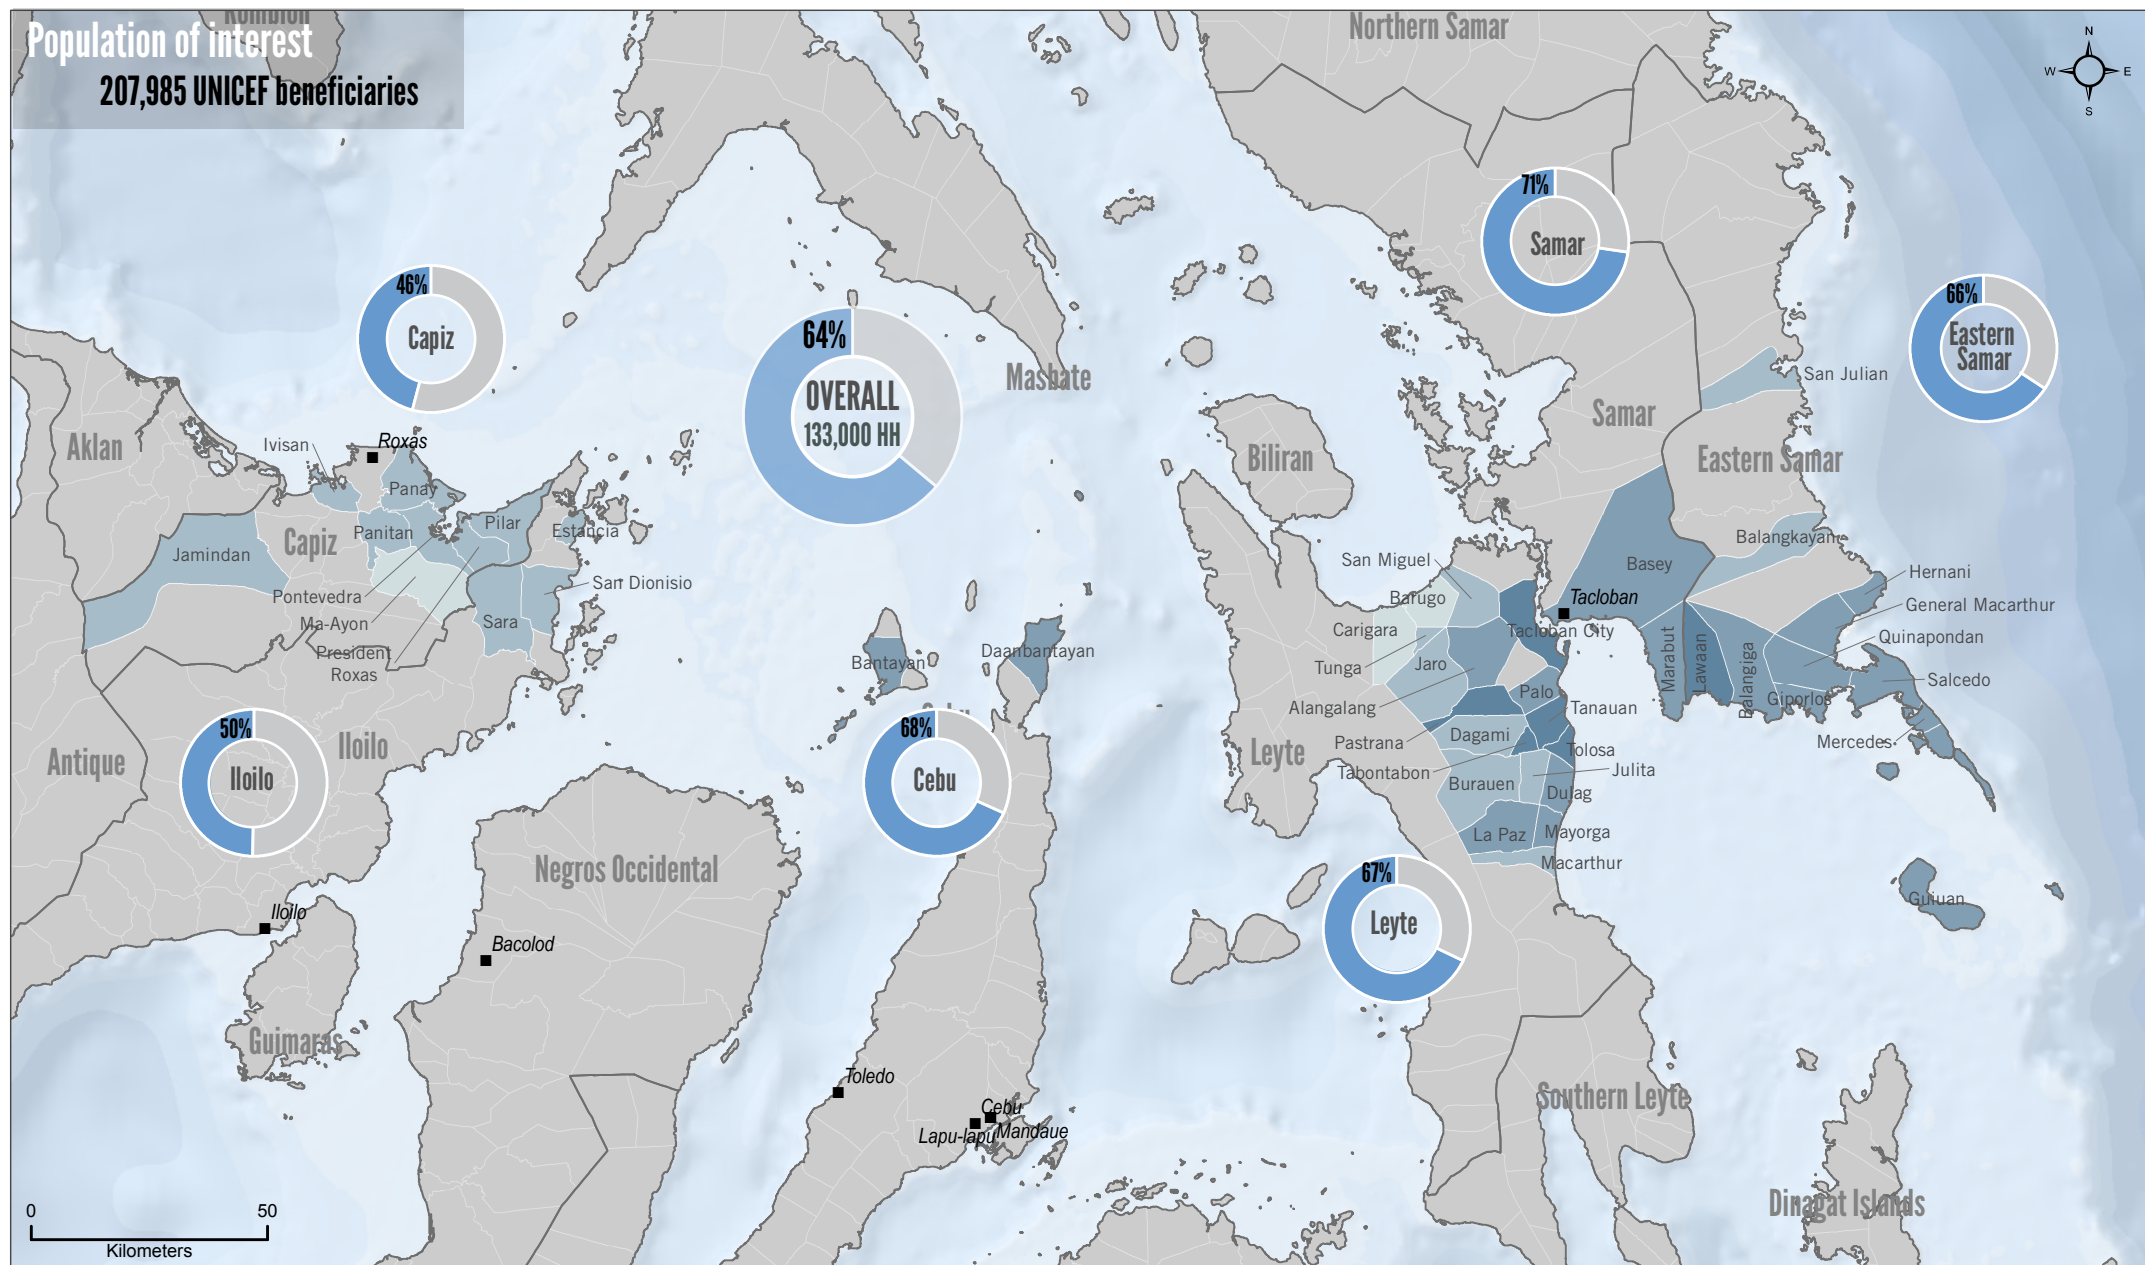 Romblon
Population of interest
207,985 UNICEF beneficiaries
Northern Samar
N
W
E
S
71%
Samar
66%
Eastern
Samar
46%
Capiz
64%
OVERALL
133,000 HH
Masbate
San Julian
Samar
Eastern Samar
Biliran
Aklan
Ivisan
Roxas
Panay
Pilar
Panitan
Estancia
Capiz
Jamindan
San Dionisio
Pontevedra
Ma-Ayon
Sara
President
Roxas
Balangkayan
Basey
San Miguel
Hernani
Barugo
Tacloban
General Macarthur
Carigara
Tacloban City
Quinapondan
Bantayan
Daanbantayan
Tunga
Jaro
Marabut
Lawaan
Balangiga
Salcedo
Palo
Giporlos
Alangalang
Tanauan
Cebu
50%
Iloilo
Iloilo
68%
Cebu
Antique
Leyte
Pastrana
Dagami
Tolosa
Mercedes
Tabontabon
Julita
Burauen
Dulag
La Paz
Mayorga
Macarthur
67%
Leyte
Guiuan
Negros Occidental
Iloilo
Bacolod
Guimaras
Toledo
Cebu
Lapu-lapu
Mandaue
Southern Leyte
Dinagat Islands
0
50
Kilometers